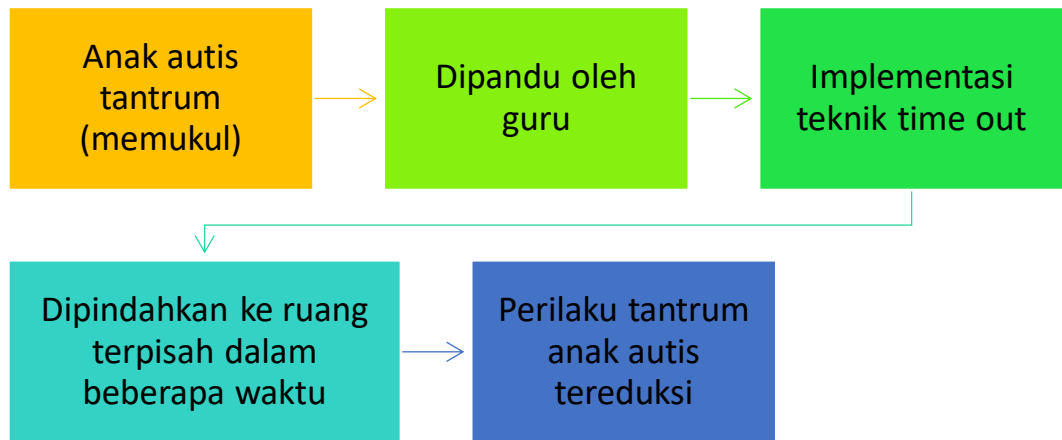 Anak autis
tantrum
(memukul)
Dipandu oleh
guru
Implementasi
teknik time out
Dipindahkan ke ruang
terpisah dalam
beberapa waktu
Perilaku tantrum
anak autis
tereduksi